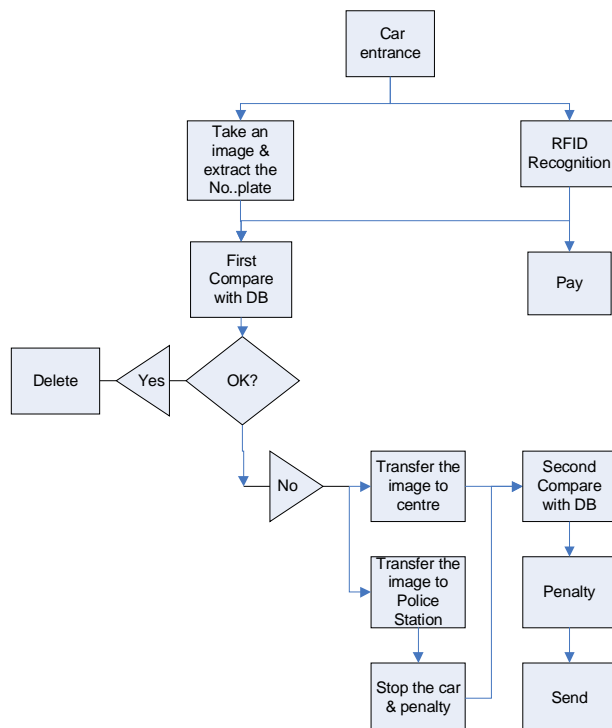 Car
entrance
Take an
image &
extract the
No..plate
RFID
Recognition
First
Compare
with DB
Pay
Delete
Yes
OK?
No
Transfer the
image to
centre
Second
Compare
with DB
Transfer the
image to
Police
Station
Penalty
Stop the car
& penalty
Send